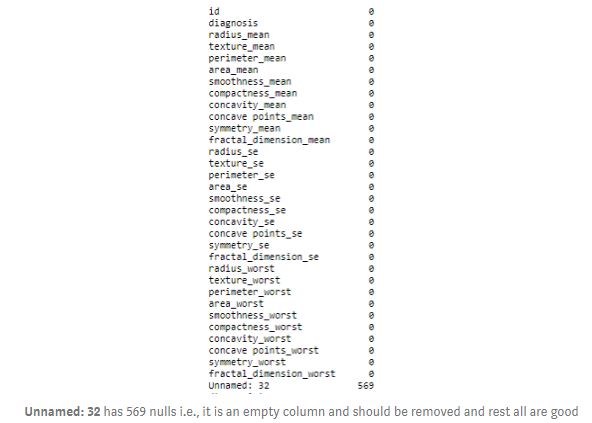 id 0
diagnosis 0
radius_mean 0
texture_mean 0
perimeter_mean 0
area_mean 0
smoothness_mean 0
compactness_mean 0
concavity_mean 0
concave points_mean 0
symmetry_mean 0
fractal_dimension_mean 0
radius_se 0
texture_se 0
perimeter_se 0
area_se 0
smoothness_se 0
compactness_se 0
concavity_se 0
concave points_se 0
symmetry_se 0
fractal_dimension_se 0
radius_worst 0
texture_worst 0
perimeter_worst 0
area_worst 0
smoothness_worst 0
compactness_worst 0
concavity_worst 0
concave points_worst 0
symmetry_worst 0
fractal_dimension_worst 0
Unnamed: 32 569
Unnamed: 32 has 569 nulls i.e., it is an empty column and should be removed and rest all are good